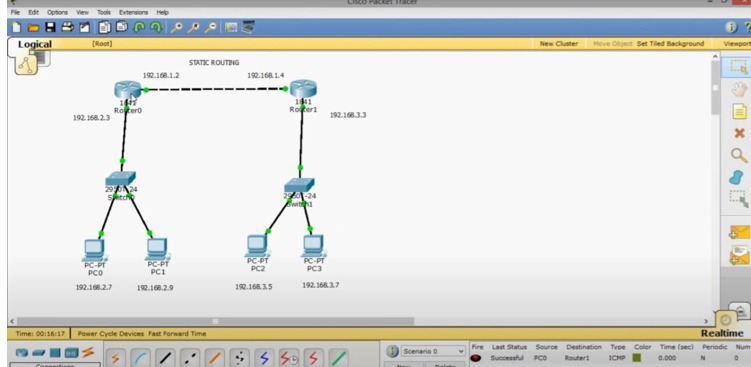 Cisco Packet Tracer
File Edit Options View Tools Extensions Help
Logical [Root] New Cluster Move Object Set Tiled Background Viewport
STATIC ROUTING
192.168.1.2 192.168.1.4
1841
Router0
1841
Router1
192.168.2.3
192.168.3.3
2950T-24
Switch0
2950T-24
Switch1
PC-PT
PC0
PC-PT
PC1
PC-PT
PC2
PC-PT
PC3
192.168.2.7 192.168.2.9 192.168.3.5 192.168.3.7
Time: 00:16:17 Power Cycle Devices Fast Forward Time Realtime
Scenario 0
Fire Last Status Source Destination Type Color Time (sec) Periodic Num
Successful PC0 Router1 ICMP 0.000 N 0
Connections
New Delete